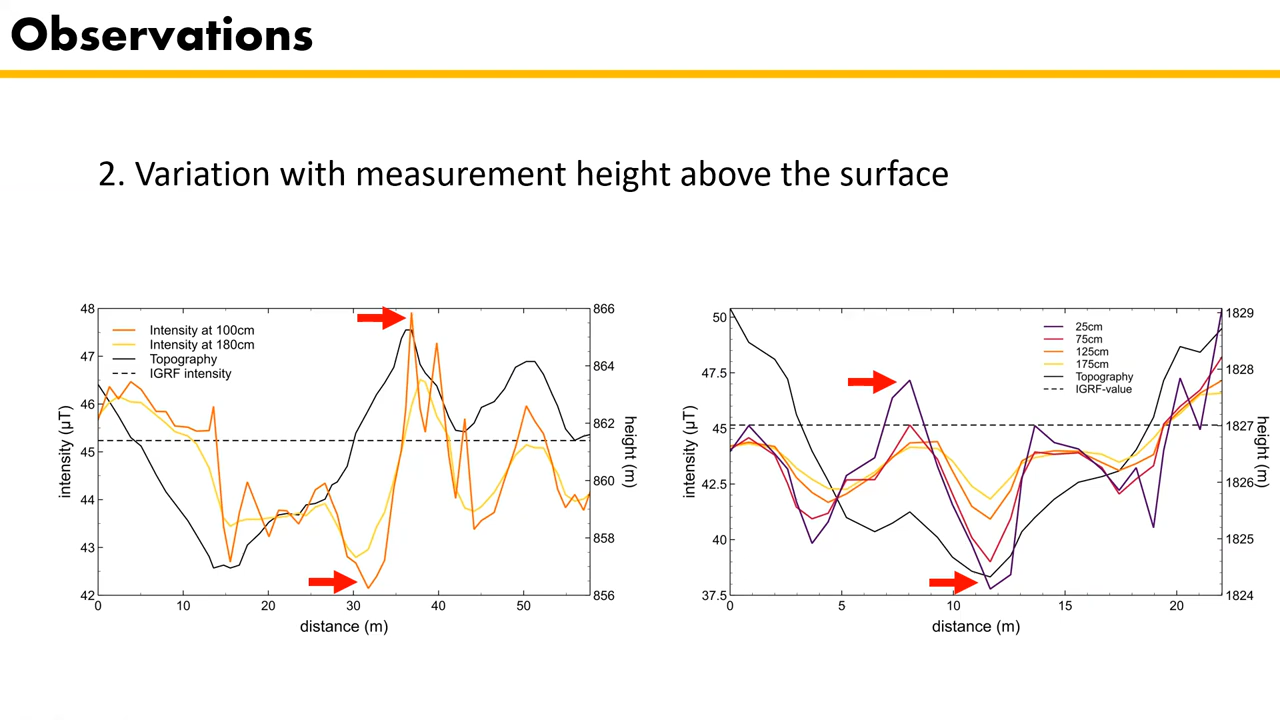 Observations
2. Variation with measurement height above the surface
48
47
46
45
44
43
42
intensity (μT)
Intensity at 100cm
Intensity at 180cm
Topography
IGRF intensity
866
864
862
860
858
856
height (m)
0 10 20 30 40 50
distance (m)
50
47.5
45
42.5
40
37.5
intensity (μT)
25cm
75cm
125cm
175cm
Topography
IGRF-value
1829
1828
1827
1826
1825
1824
height (m)
0 5 10 15 20
distance (m)